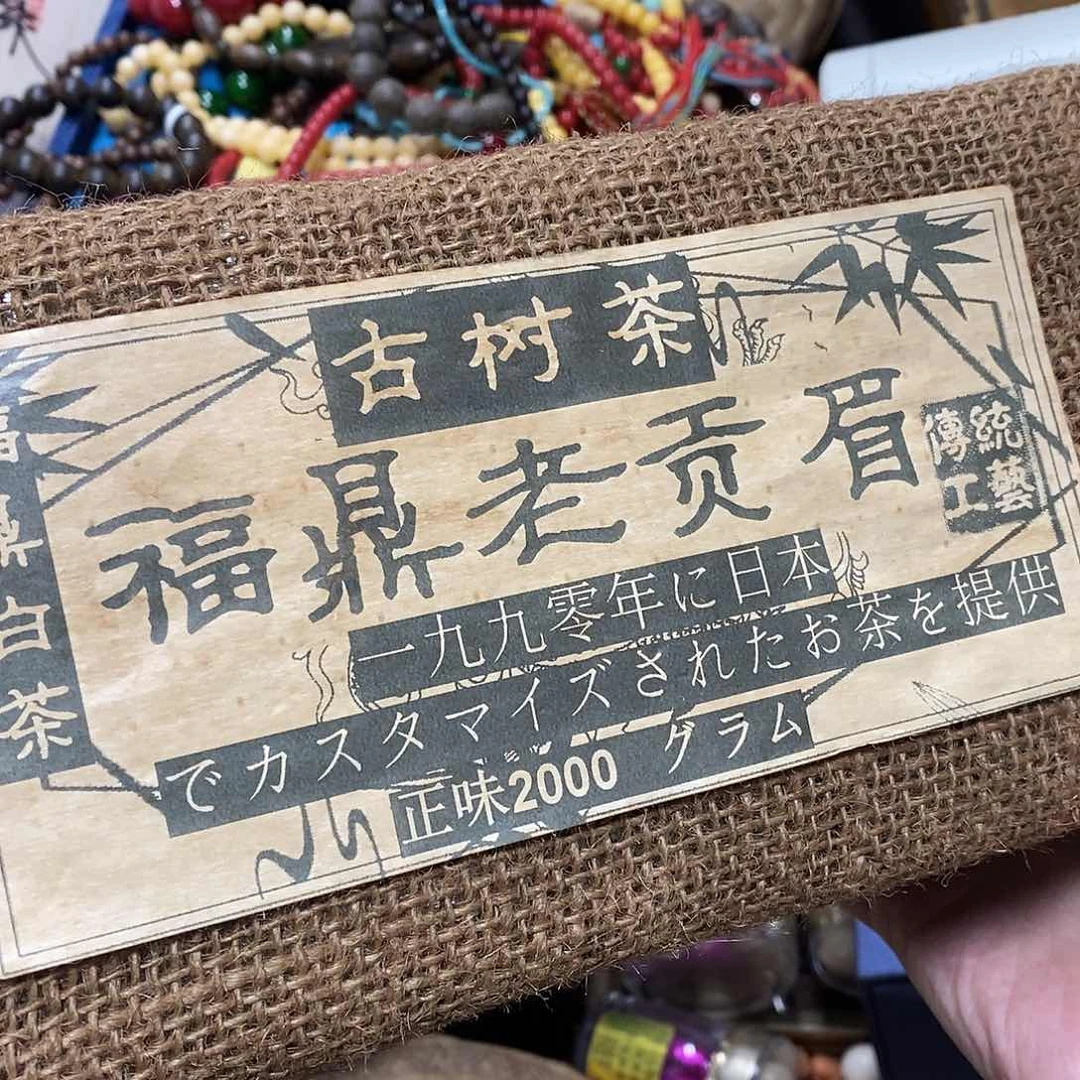 古树茶
福鼎老贡眉
傳統
工藝
一九九零年に日本
でカスタマイズされたお茶を提供
正味2000 グラム
福鼎白茶